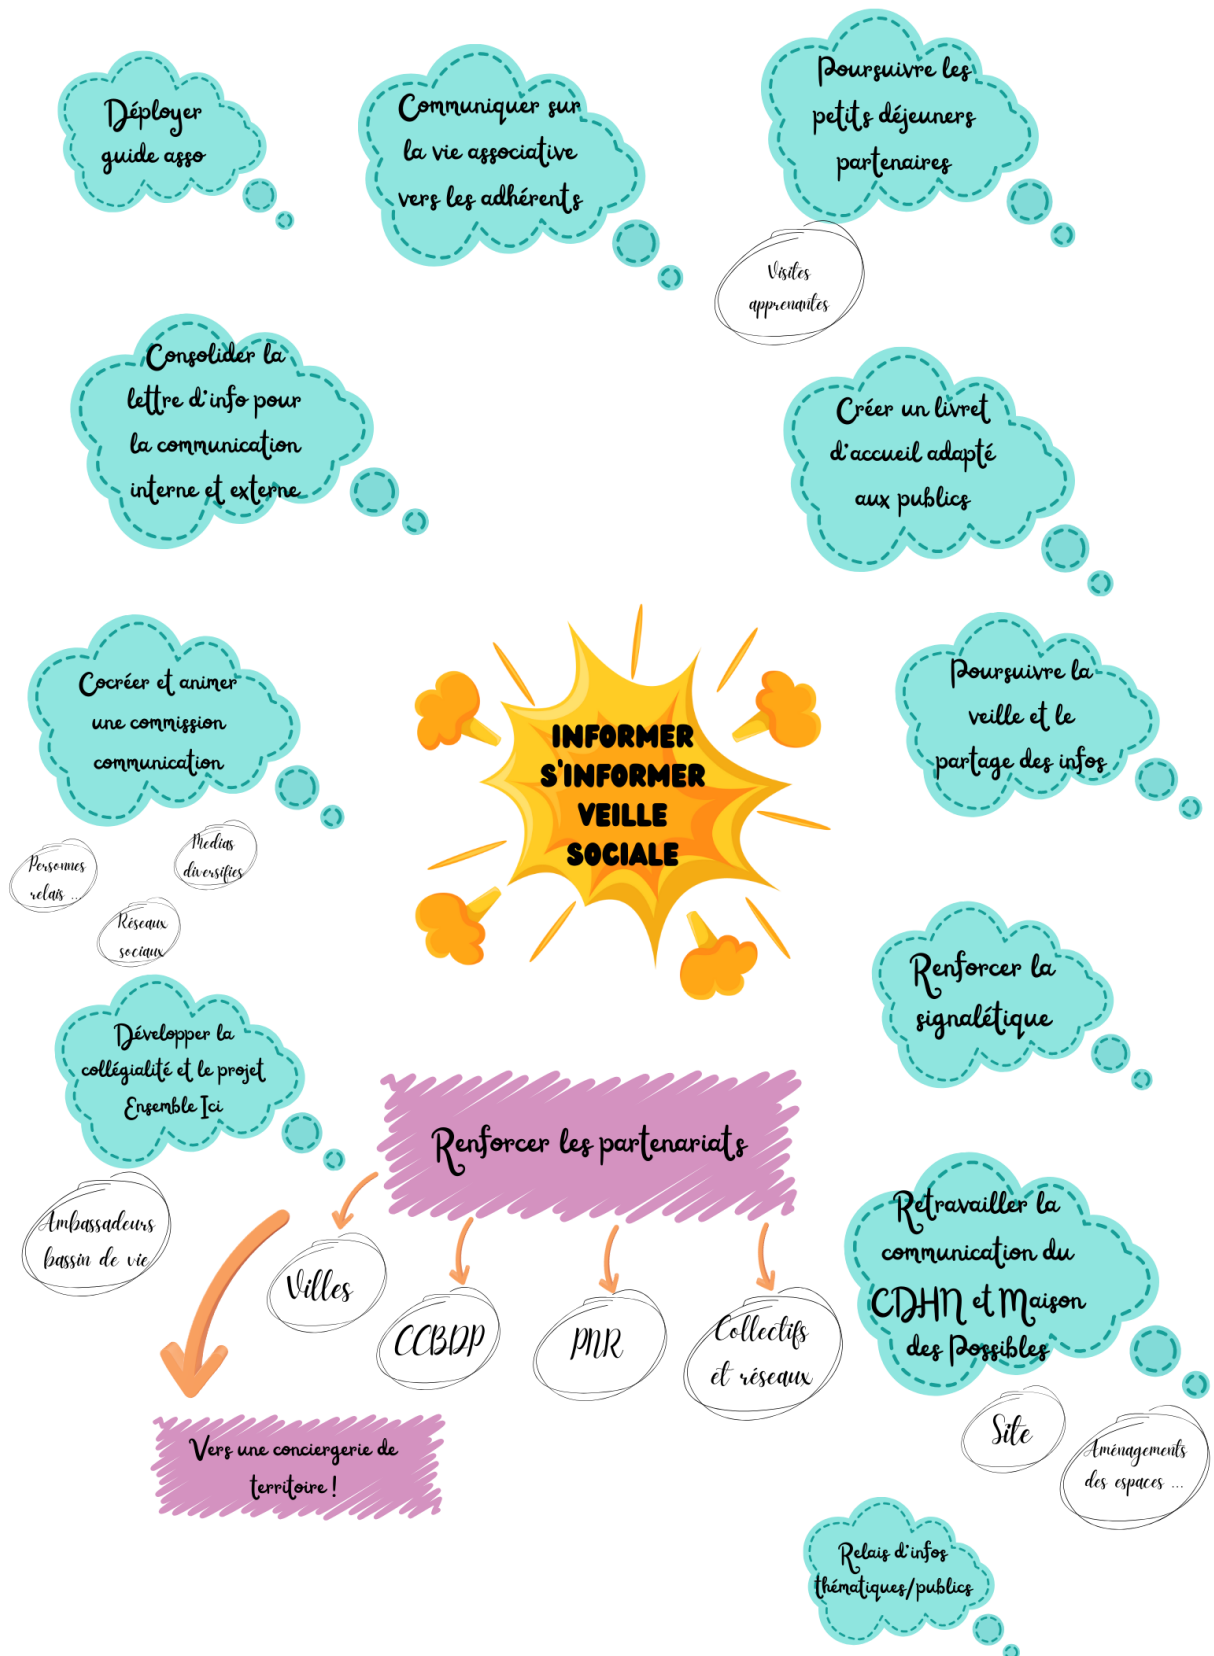 Déployer
guide asso
Communiquer sur
la vie associative
vers les adhérents
Poursuivre les
petits déjeuners
partenaires
Visites
apprenantes
Consolider la
lettre d'info pour
la communication
interne et externe
Créer un livret
d'accueil adapté
aux publics
Cocréer et animer
une commission
communication
Personnes
relais ...
Medias
diversifies
Réseaux
sociaux
INFORMER
S'INFORMER
VEILLE
SOCIALE
Poursuivre la
veille et le
partage des infos
Renforcer la
signalétique
Développer la
collégialité et le projet
Ensemble Ici
Ambassadeurs
bassin de vie
Renforcer les partenariats
Villes
CCBDP
PNR
Collectifs
et réseaux
Vers une conciergerie de
territoire !
Retravailler la
communication du
CDHN et Maison
des Possibles
Site
Aménagements
des espaces ...
Relais d'infos
thématiques/publics